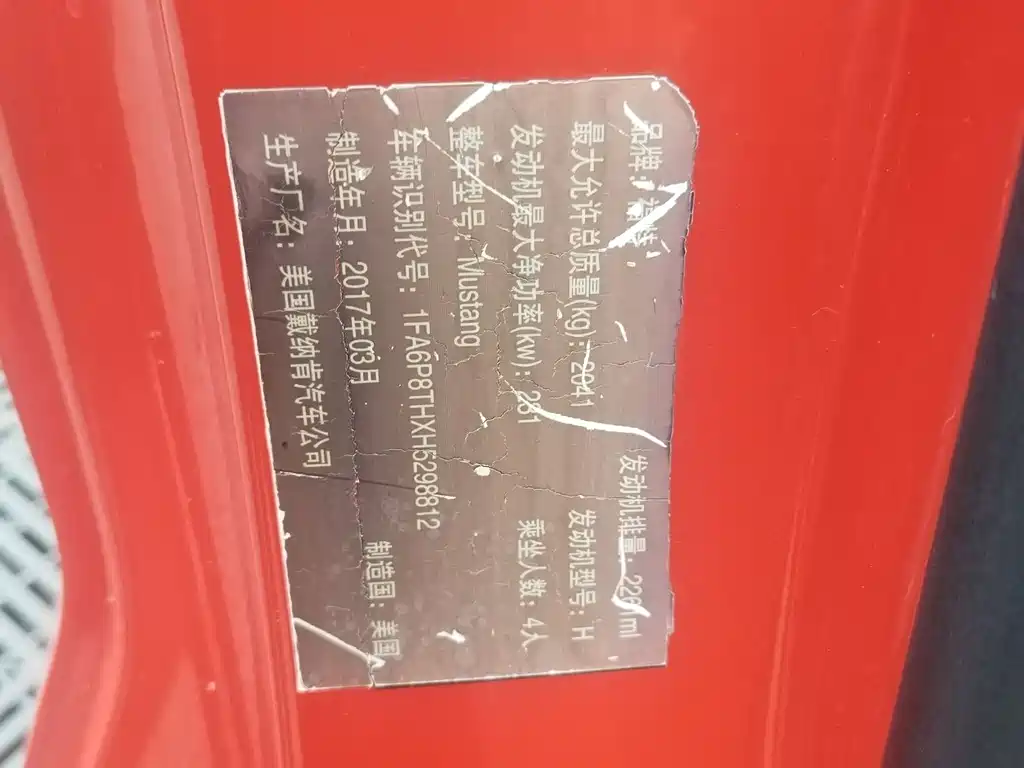 品牌: 福特 发动机排量: ml
最大允许总质量(kg): 2041 发动机型号: H
发动机最大净功率(kw): 乘坐人数: 4人
整车型号: Mustang
车辆识别代号: 1FA6P8THXH5298812
制造年月: 2017年03月 制造国: 美国
生产厂名: 美国戴纳肯汽车公司